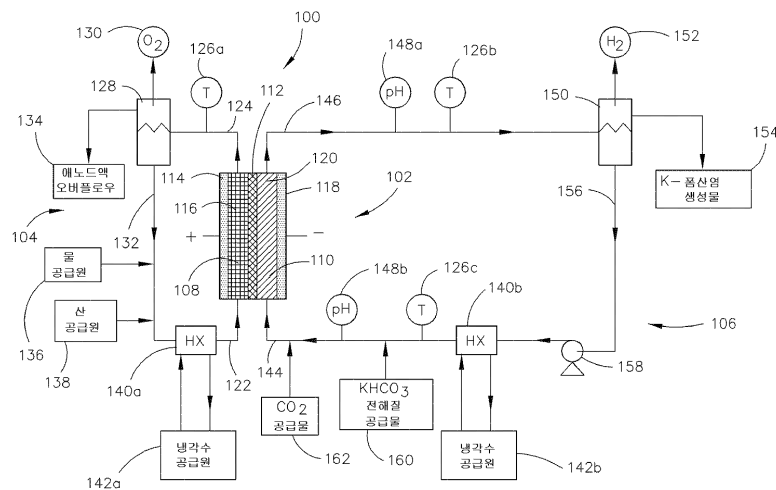 100
130
O2
126a
T
128
124
112
146
148a
pH
126b
T
H2
152
150
134
애노드액
오버플로우
114
116
120
118
102
154
K- 폼산염
생성물
104
132
+
-
156
108
110
물
공급원
136
148b
pH
126c
T
140b
106
산
공급원
138
HX
140a
122
144
HX
158
CO2
공급물
162
KHCO3
전해질
공급물
160
냉각수
공급원
142a
냉각수
공급원
142b